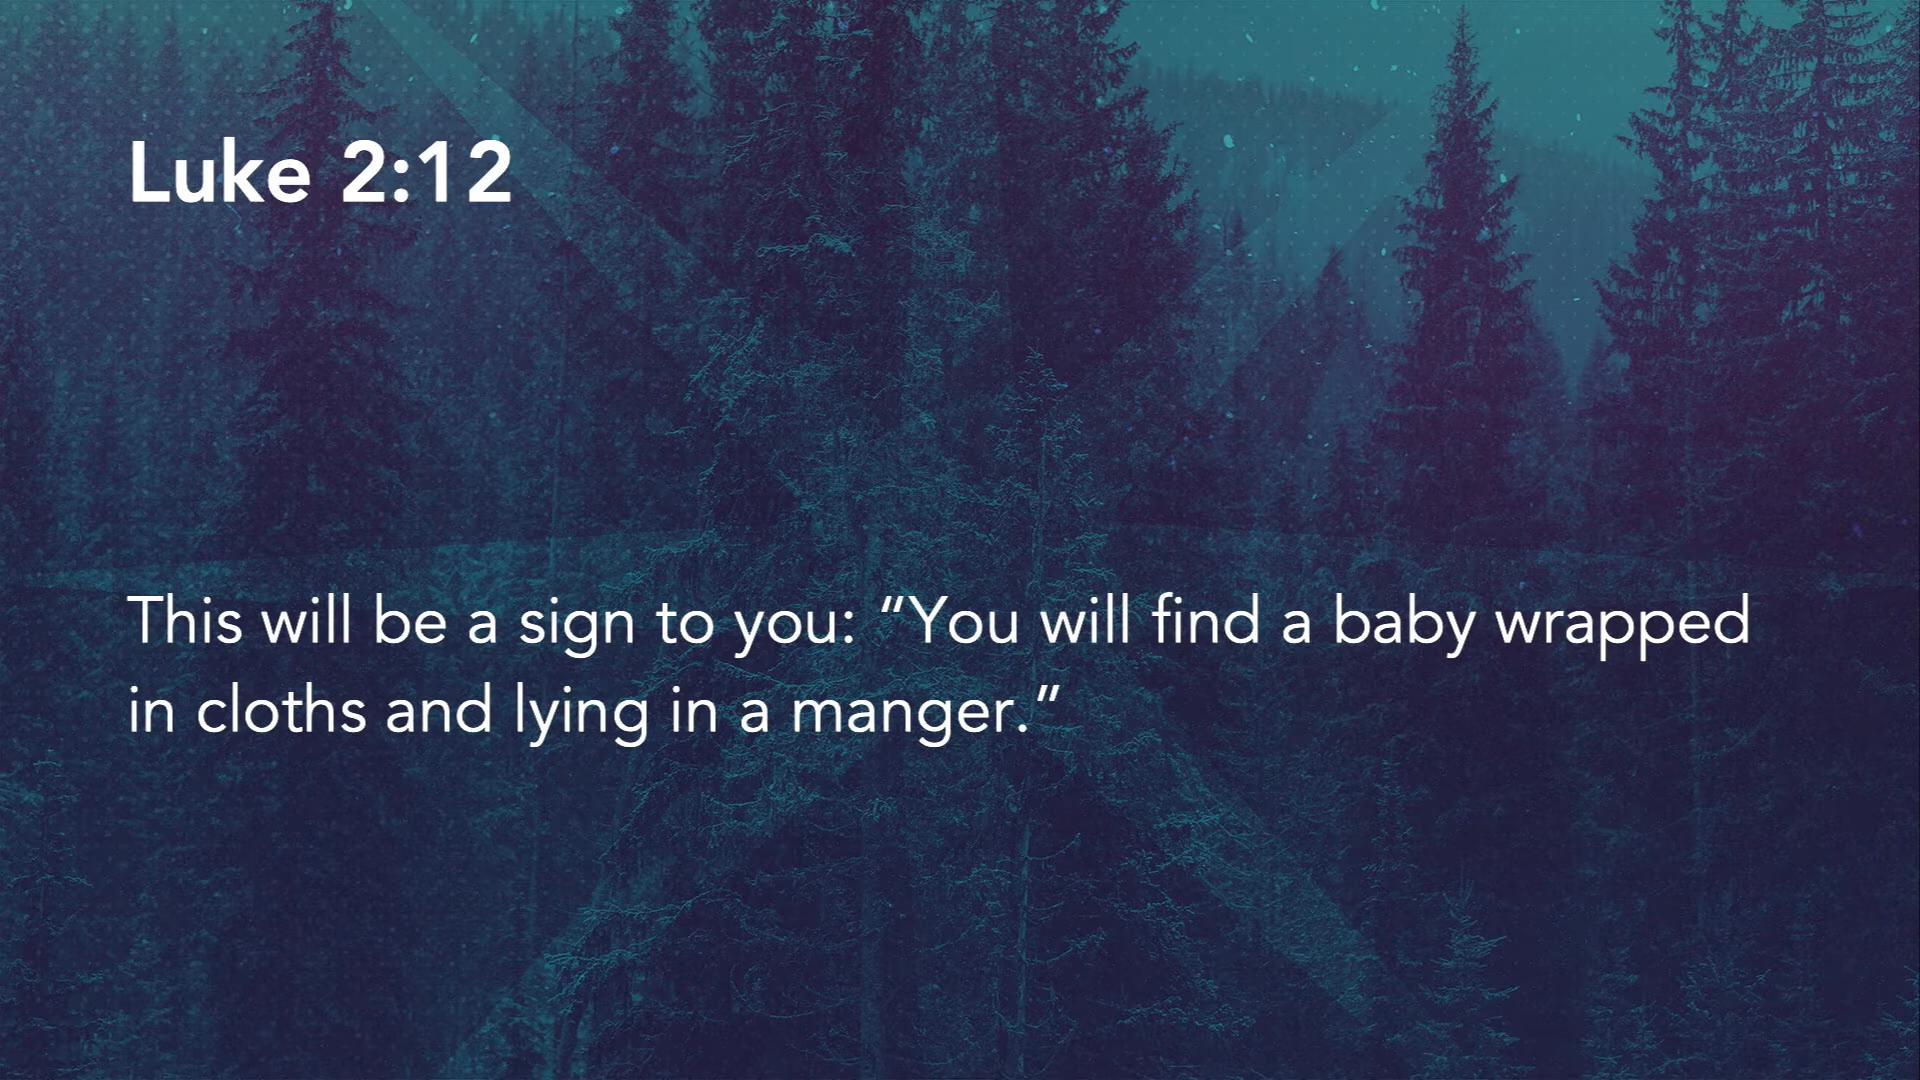 Luke 2:12
This will be a sign to you: “You will find a baby wrapped
in cloths and lying in a manger.”